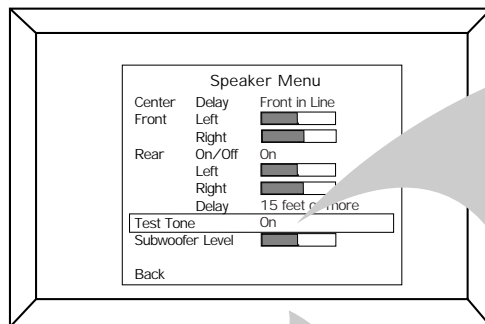 Speaker Menu
Center Delay Front in Line
Front Left
Right
Rear On/Off On
Left
Right
Delay 15 feet or more
Test Tone On
Subwoofer Level
Back